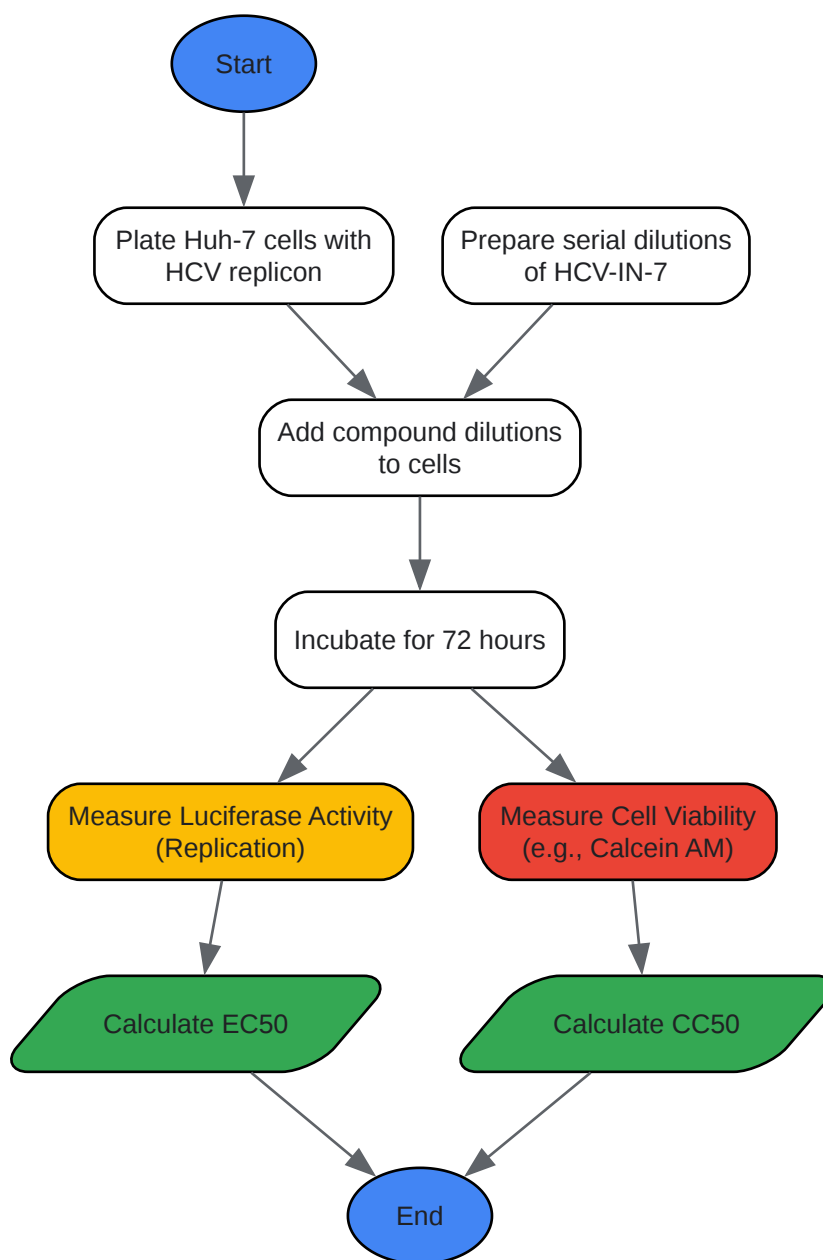 Start
Plate Huh-7 cells with
HCV replicon
Prepare serial dilutions
of HCV-IN-7
Add compound dilutions
to cells
Incubate for 72 hours
Measure Luciferase Activity
(Replication)
Measure Cell Viability
(e.g., Calcein AM)
Calculate EC50
Calculate CC50
End